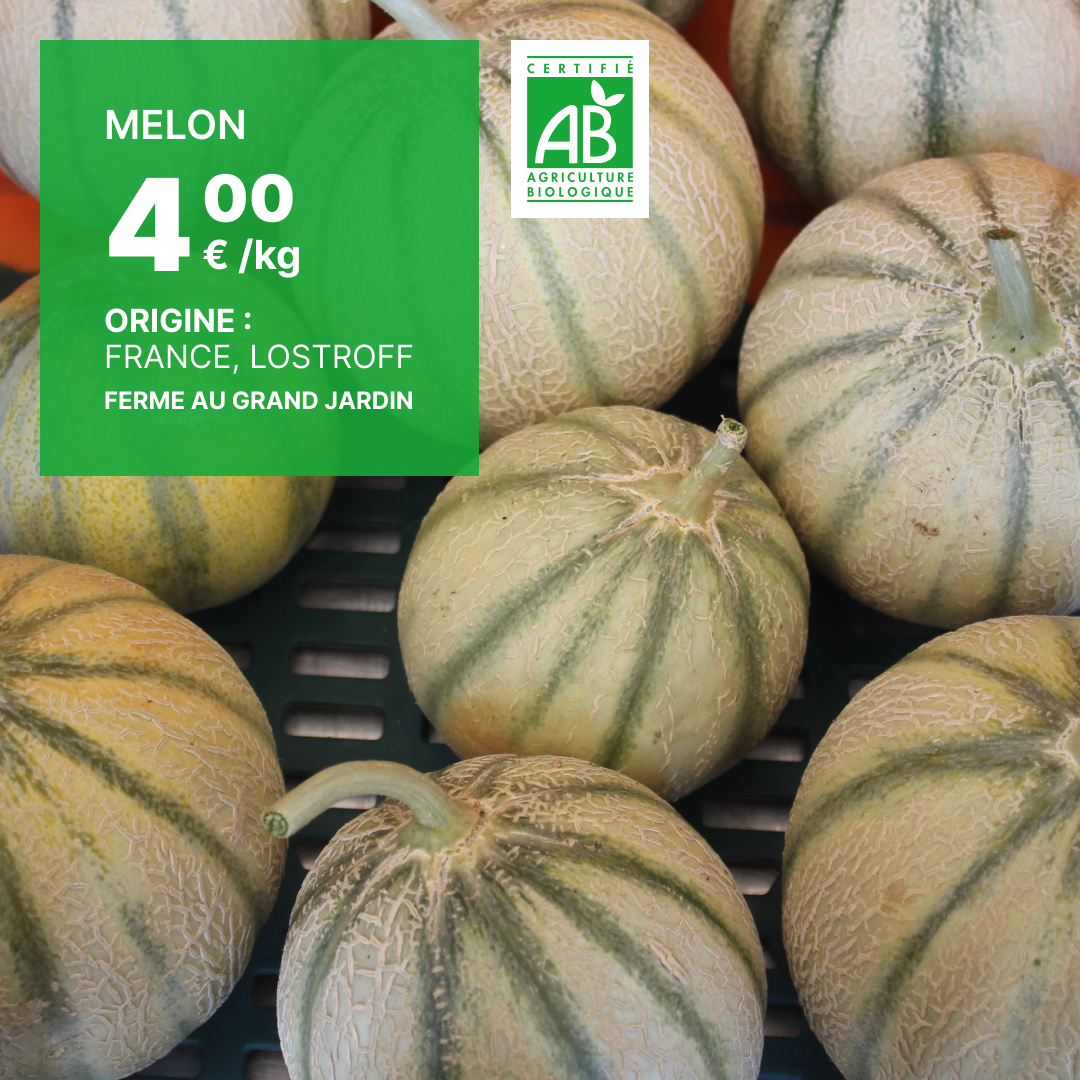 MELON
4 00
€ /kg
ORIGINE :
FRANCE, LOSTROFF
FERME AU GRAND JARDIN
CERTIFIÉ
AB
AGRICULTURE
BIOLOGIQUE